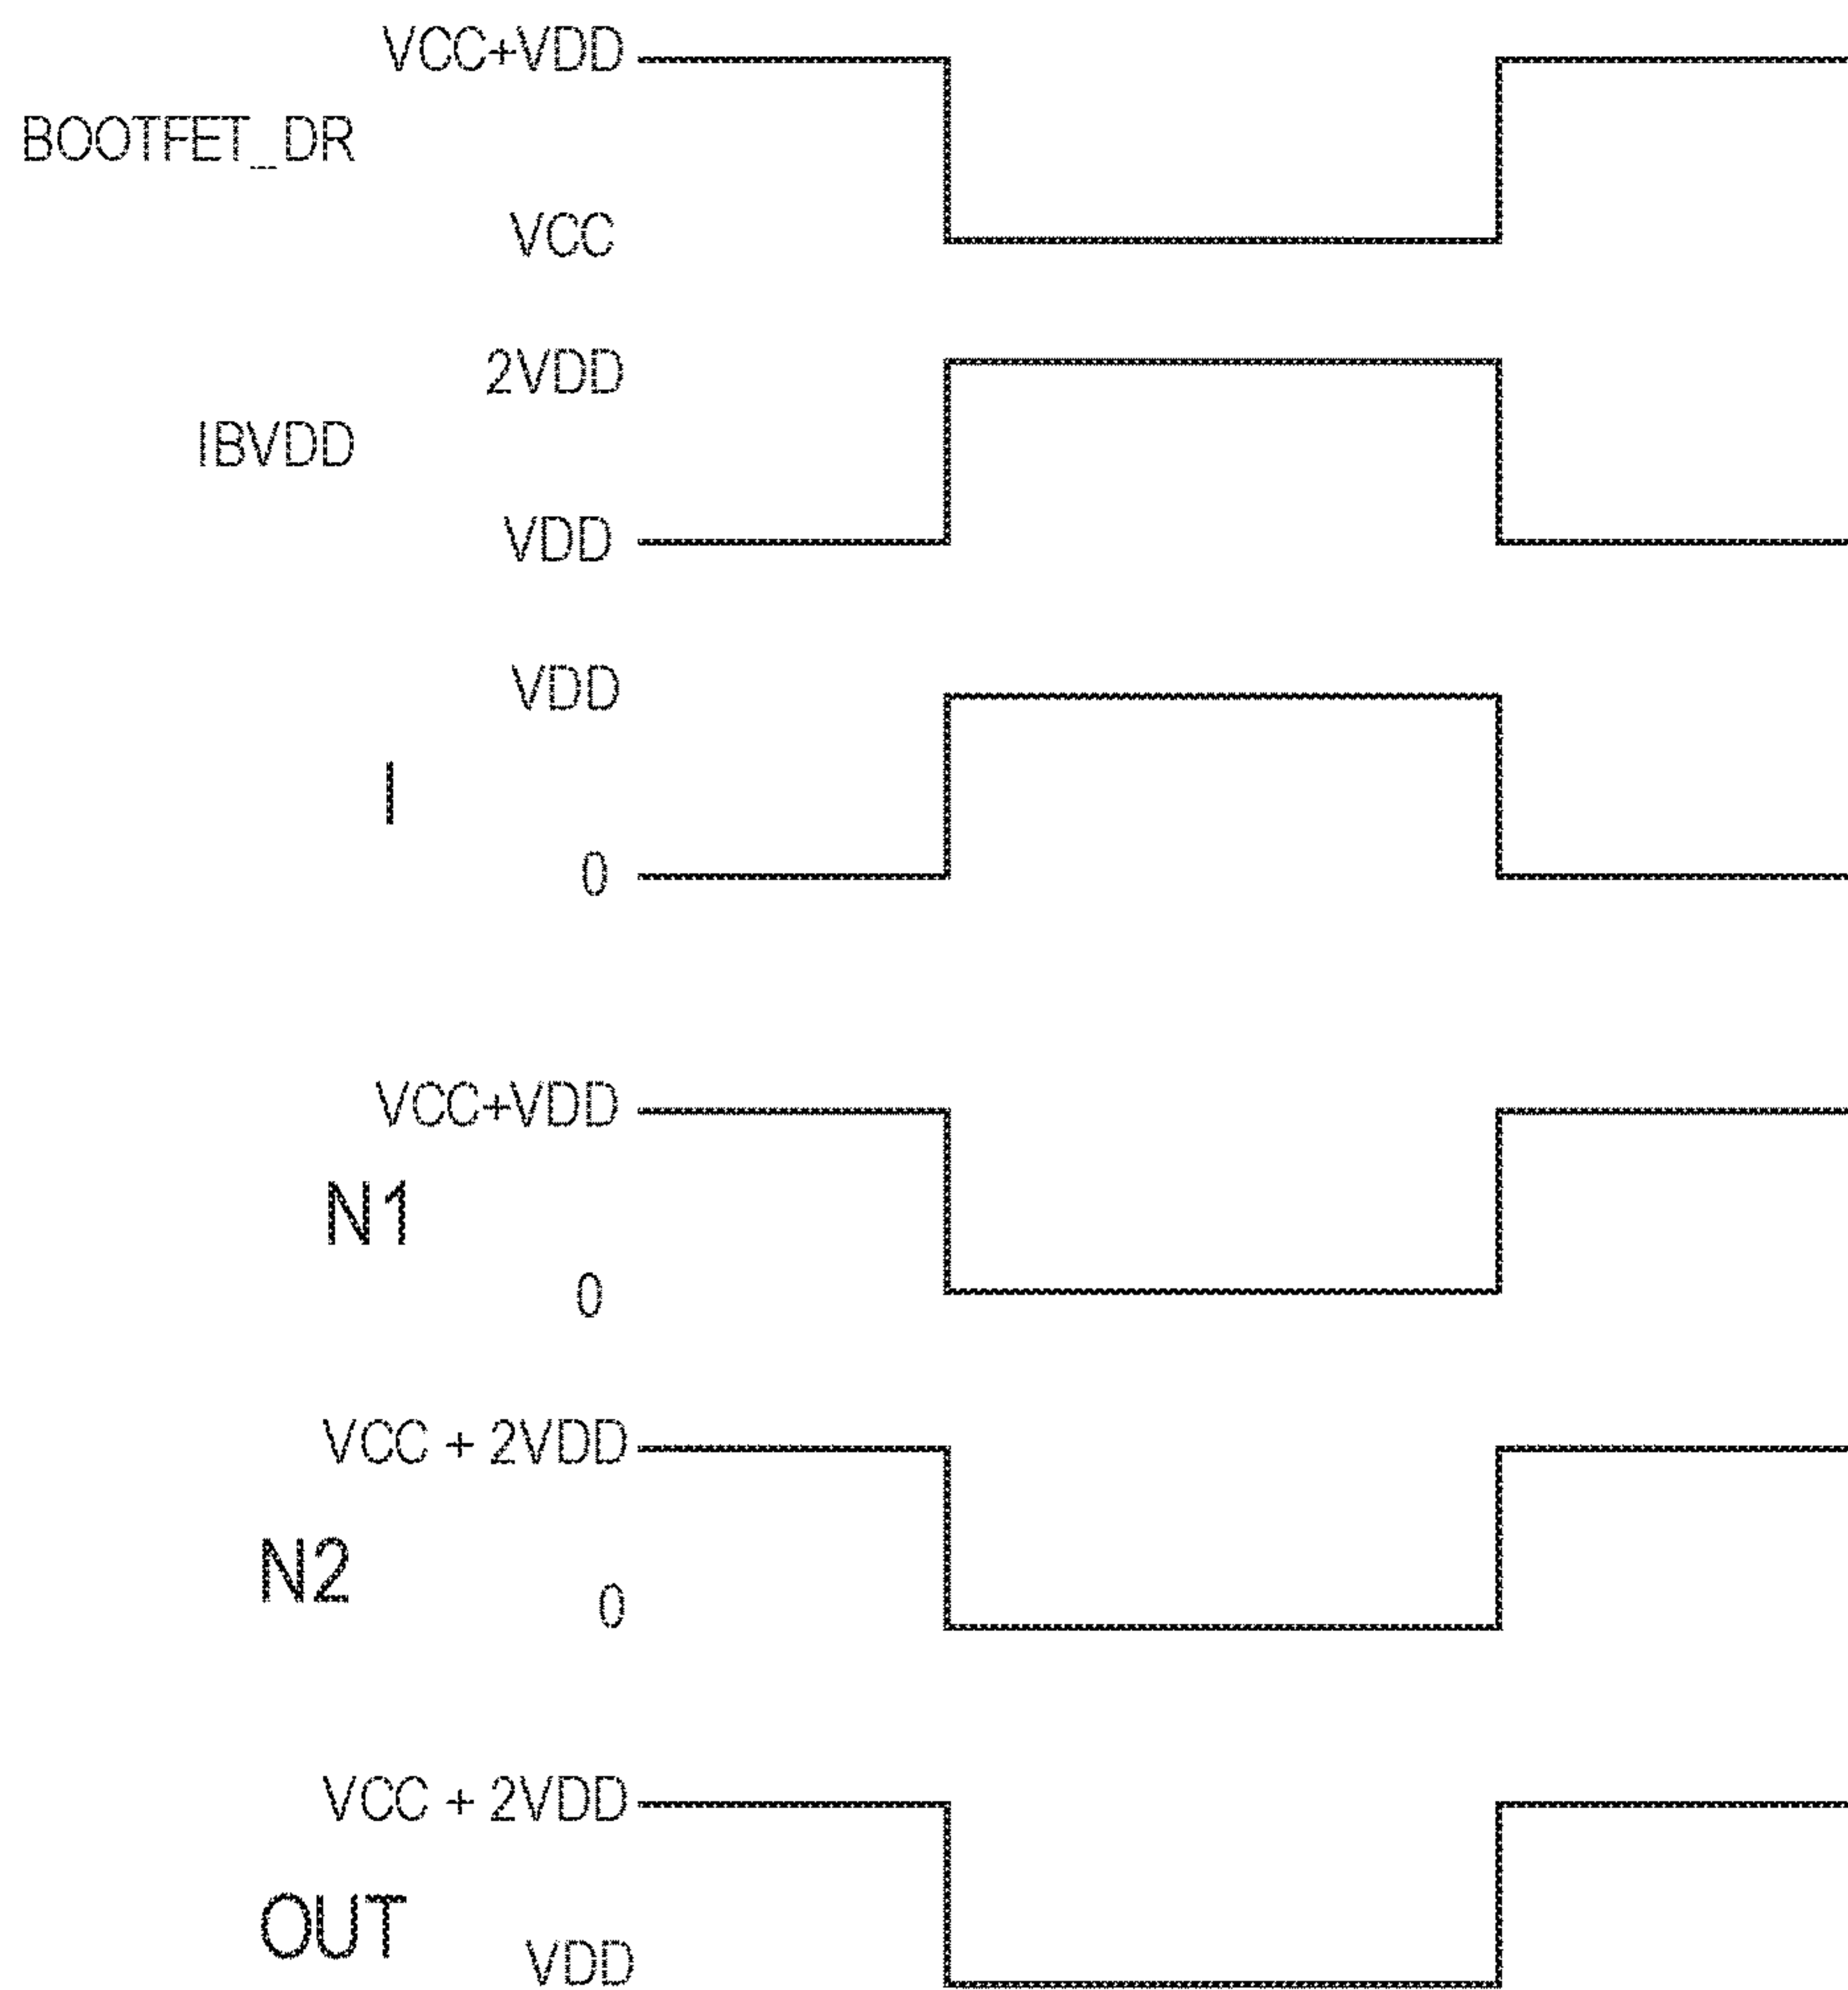 VCC+VDD
BOOTFET_DR
VCC
2VDD
IBVDD
VDD
VDD
I
0
VCC+VDD
N1
0
VCC + 2VDD
N2
0
VCC + 2VDD
OUT
VDD